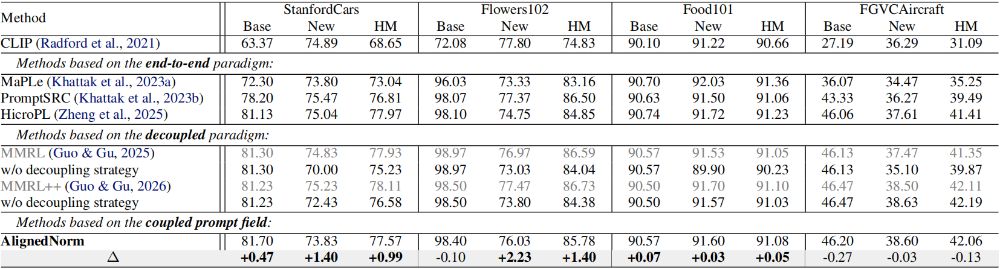 Method StanfordCars Flowers102 Food101 FGVCAircraft
Base New HM Base New HM Base New HM Base New HM
CLIP (Radford et al., 2021) 63.37 74.89 68.65 72.08 77.80 74.83 90.10 91.22 90.66 27.19 36.29 31.09
Methods based on the end-to-end paradigm:
MaPLe (Khattak et al., 2023a) 72.30 73.80 73.04 96.03 73.33 83.16 90.70 92.03 91.36 36.07 34.47 35.25
PromptSRC (Khattak et al., 2023b) 78.20 75.47 76.81 98.07 77.37 86.50 90.63 91.50 91.06 43.33 36.27 39.49
HicroPL (Zheng et al., 2025) 81.13 75.04 77.97 98.10 74.75 84.85 90.74 91.72 91.23 46.06 37.61 41.41
Methods based on the decoupled paradigm:
MMRL (Guo & Gu, 2025) 81.30 74.83 77.93 98.97 76.97 86.59 90.57 91.53 91.05 46.13 37.47 41.35
w/o decoupling strategy 81.30 70.00 75.23 98.97 73.03 84.04 90.57 89.90 90.23 46.13 35.10 39.87
MMRL++ (Guo & Gu, 2026) 81.23 75.23 78.11 98.50 77.47 86.73 90.50 91.70 91.10 46.47 38.50 42.11
w/o decoupling strategy 81.23 72.43 76.58 98.50 73.80 84.38 90.50 91.57 91.03 46.47 38.63 42.19
Methods based on the coupled prompt field:
AlignedNorm 81.70 73.83 77.57 98.40 76.03 85.78 90.57 91.60 91.08 46.20 38.60 42.06
Δ +0.47 +1.40 +0.99 -0.10 +2.23 +1.40 +0.07 +0.03 +0.05 -0.27 -0.03 -0.13